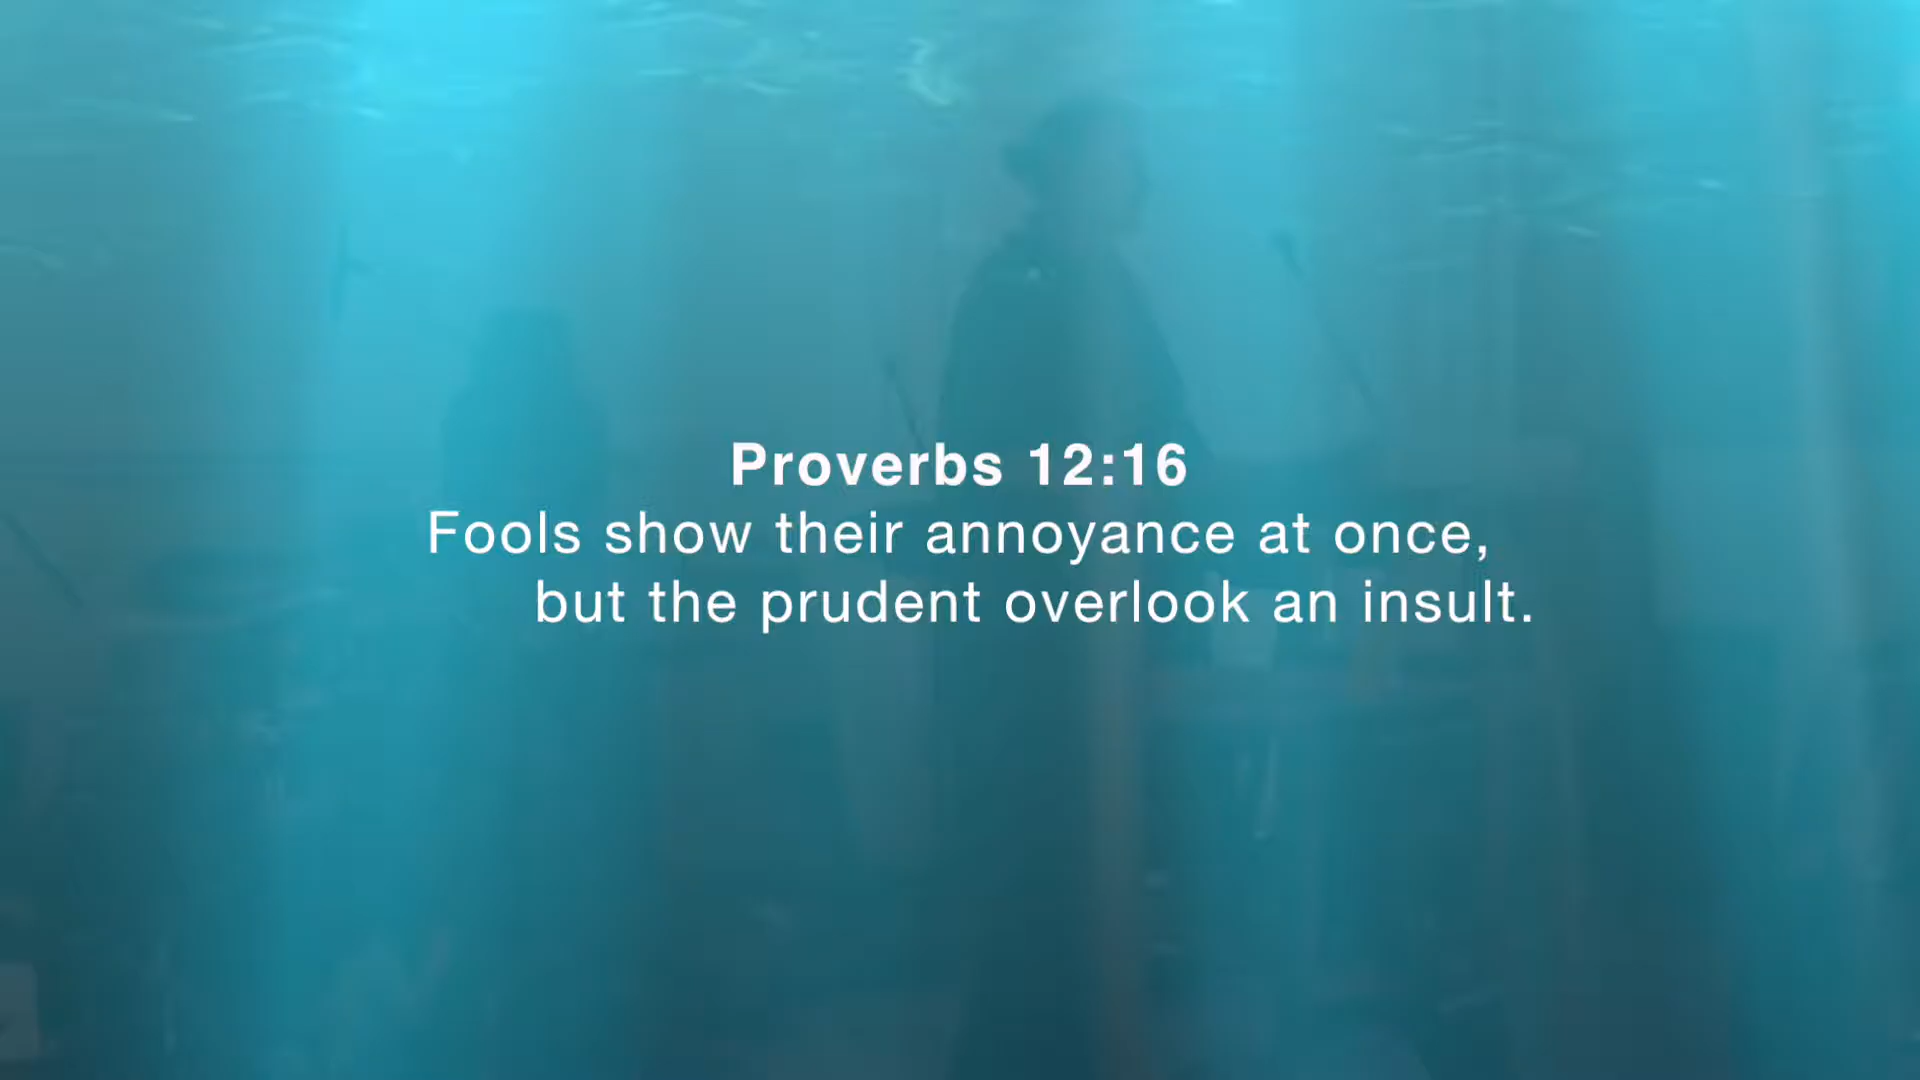 Proverbs 12:16
Fools show their annoyance at once,
but the prudent overlook an insult.